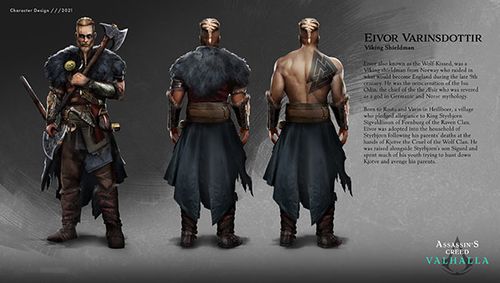 Character Design ///2021
Eivor Varinsdottir
Viking Shieldman
Eivor also known as the Wolf-Kissed, was a
Viking shieldman from Norway who raided in
what would become England during the late 9th
century. He was the reincarnation of the Isu
Odin, the chief of the the Æsir who was revered
as a god in Germanic and Norse mythology.
Born to Rosta and Varin in Heillboer, a village
who pledged allegiance to King Styrbjorn
Sigvaldisson of Fornburg of the Raven Clan.
Eivor was adopted into the household of
Styrbjorn following his parents' deaths at the
hands of Kjotve the Cruel of the Wolf Clan. He
was raised alongside Styrbjorn's son Sigurd and
spent much of his youth trying to hunt down
Kjotve and avenge his parents.
Assassin's
Creed
Valhalla